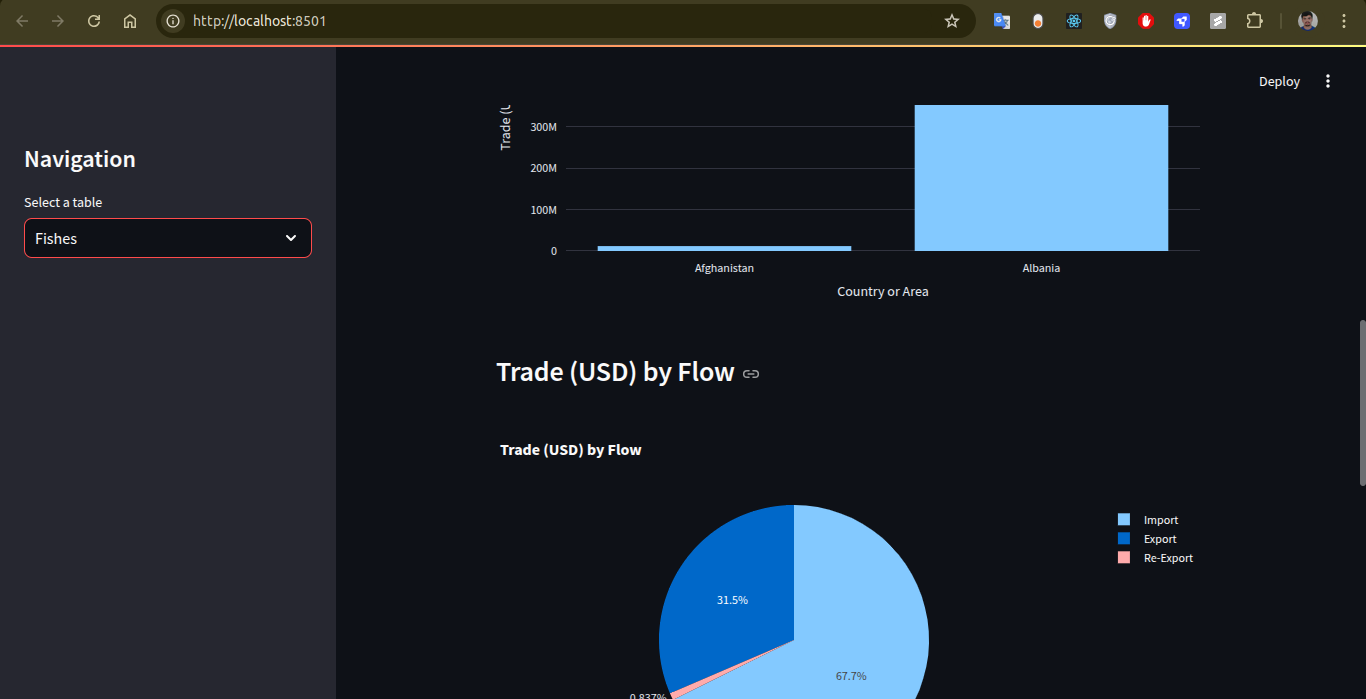 http://localhost:8501
Deploy
Navigation
Select a table
Fishes
Trade (U
300M
200M
100M
0
Afghanistan
Albania
Country or Area
Trade (USD) by Flow
Trade (USD) by Flow
Import
Export
Re-Export
31.5%
67.7%
0.837%